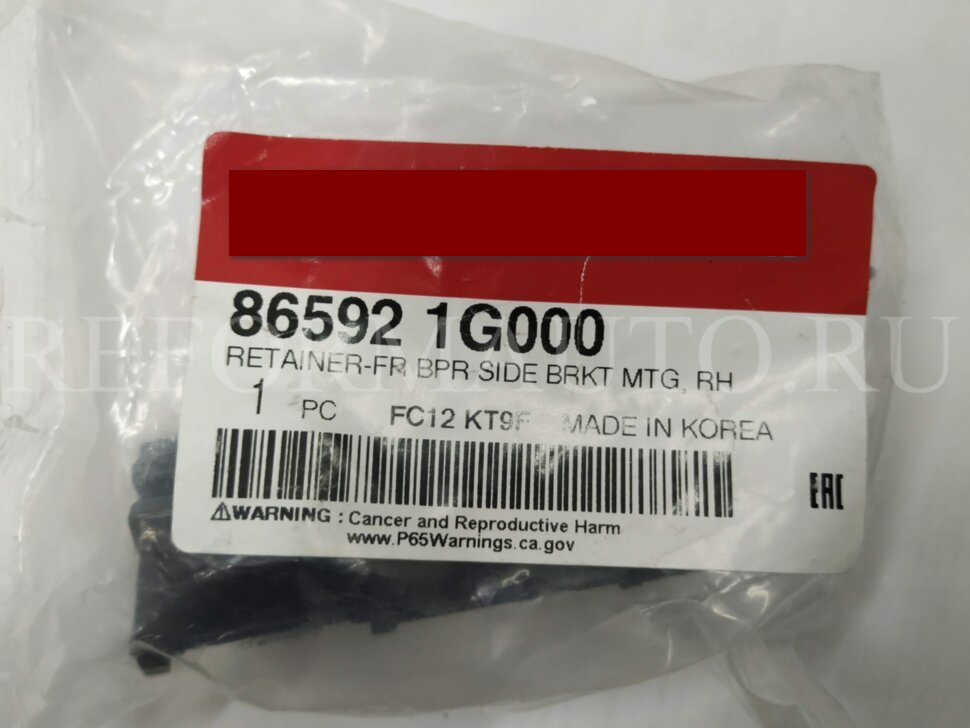 86592 1G000
RETAINER-FR BPR SIDE BRKT MTG, RH
1 PC FC12 KT9F MADE IN KOREA
EAC
⚠WARNING : Cancer and Reproductive Harm
www.P65Warnings.ca.gov
REFORMAUTO.RU